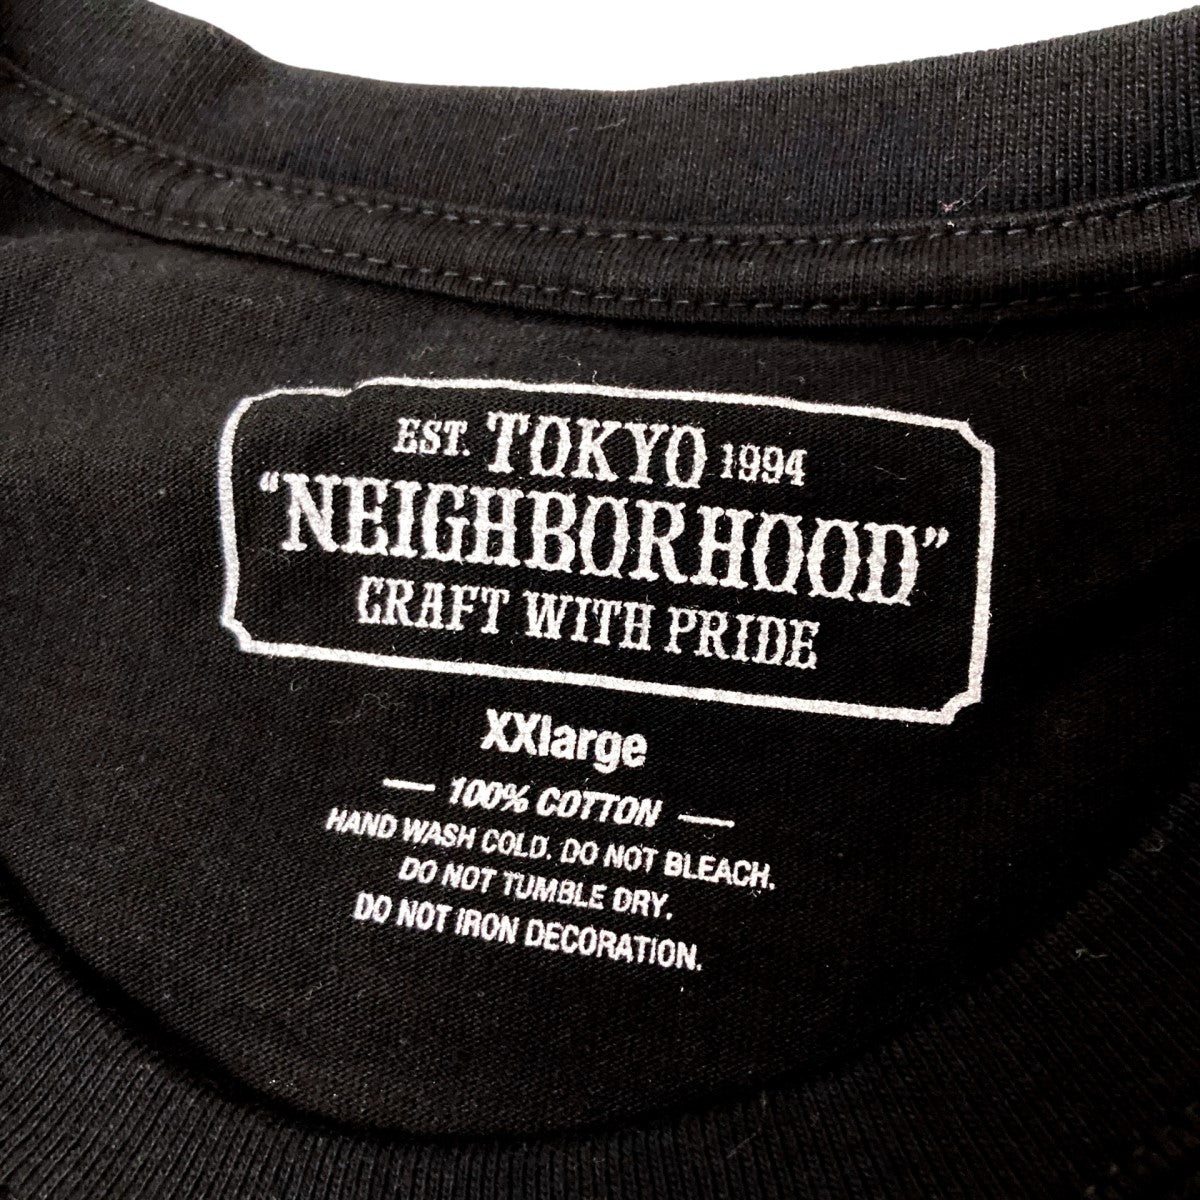 EST. TOKYO 1994
"NEIGHBORHOOD"
CRAFT WITH PRIDE
XXlarge
— 100% COTTON —
HAND WASH COLD. DO NOT BLEACH.
DO NOT TUMBLE DRY.
DO NOT IRON DECORATION.